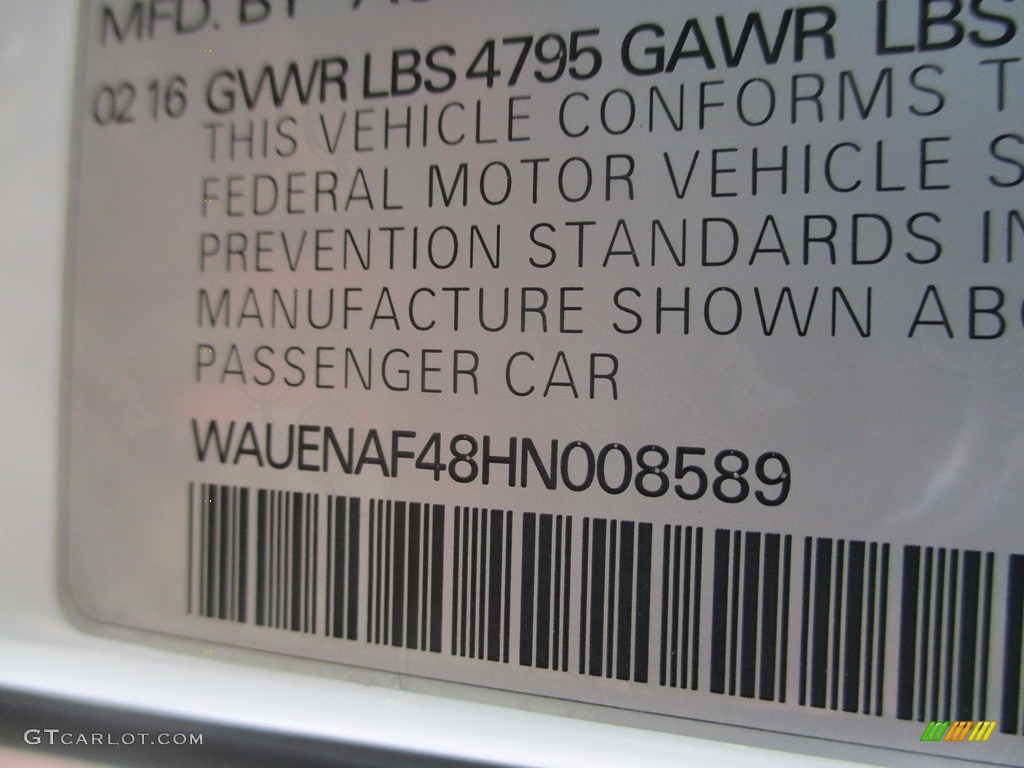 MFD. BY
02 16 GVWR LBS 4795 GAWR LBS
THIS VEHICLE CONFORMS T
FEDERAL MOTOR VEHICLE S
PREVENTION STANDARDS IN
MANUFACTURE SHOWN ABO
PASSENGER CAR
WAUENAF48HN008589
GTCARLOT.COM